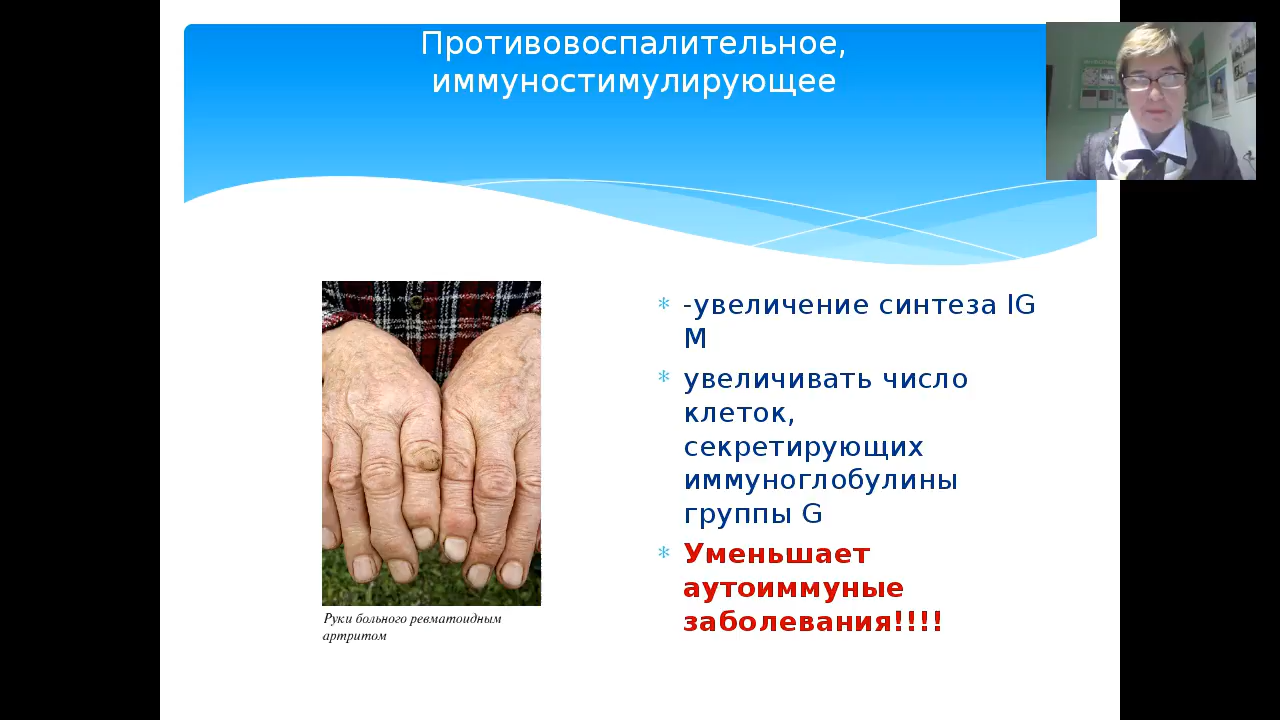 Противовоспалительное,
иммуностимулирующее
* -увеличение синтеза IG
M
* увеличивать число
клеток,
секретирующих
иммуноглобулины
группы G
* Уменьшает
аутоиммуные
заболевания!!!!
Руки больного ревматоидным
артритом